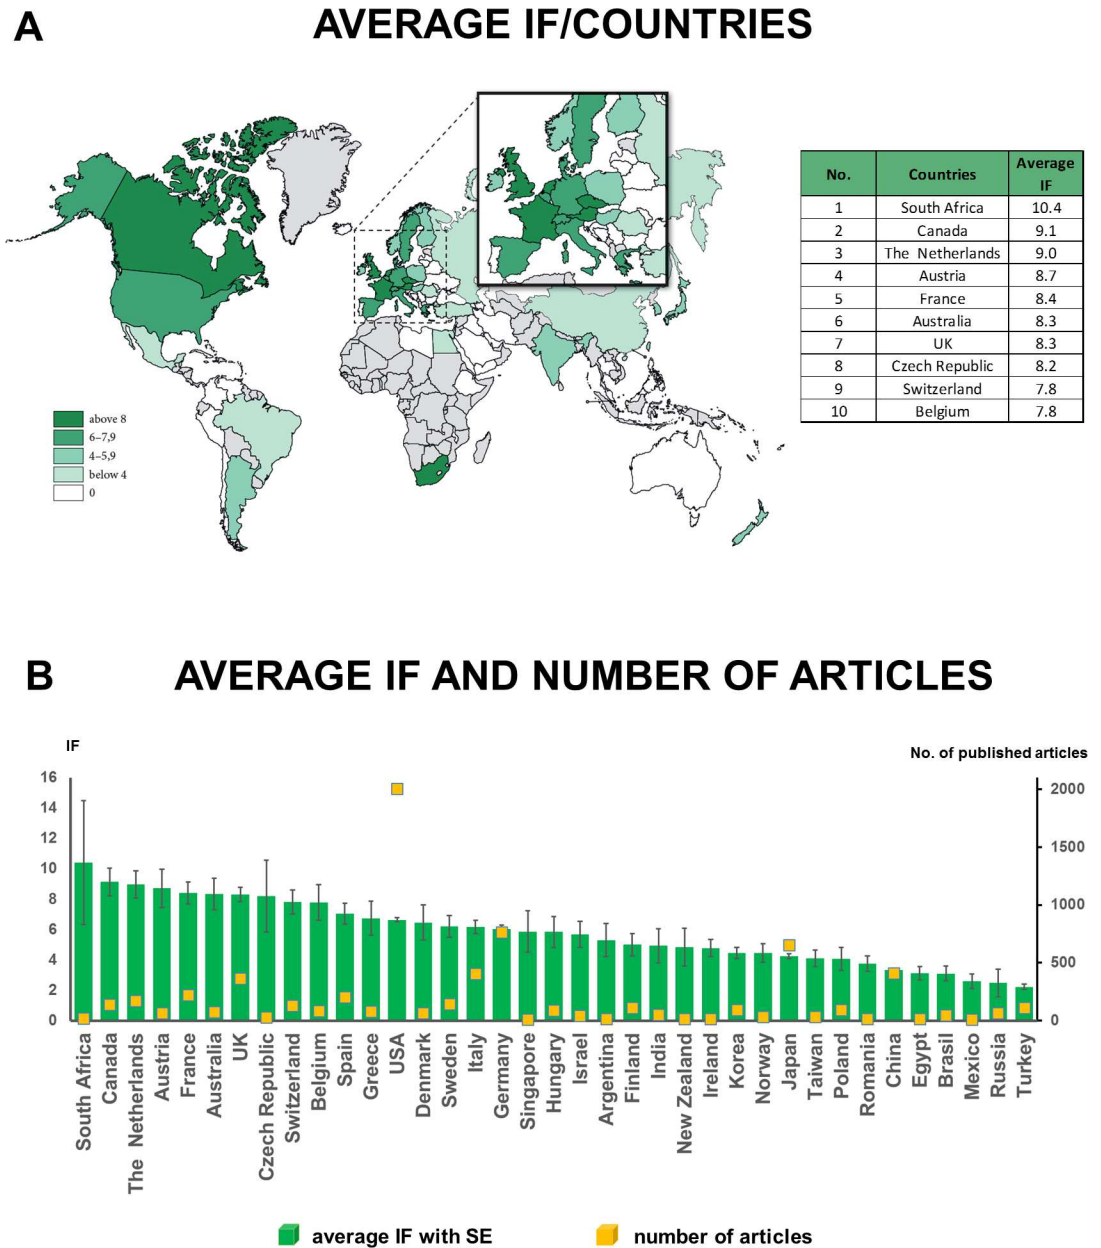 A
AVERAGE IF/COUNTRIES
above 8
6–7,9
4–5,9
below 4
0
No. Countries Average IF
1 South Africa 10.4
2 Canada 9.1
3 The Netherlands 9.0
4 Austria 8.7
5 France 8.4
6 Australia 8.3
7 UK 8.3
8 Czech Republic 8.2
9 Switzerland 7.8
10 Belgium 7.8
B
AVERAGE IF AND NUMBER OF ARTICLES
IF
No. of published articles
16
14
12
10
8
6
4
2
0
2000
1500
1000
500
0
South Africa
Canada
The Netherlands
Austria
France
Australia
UK
Czech Republic
Switzerland
Belgium
Spain
Greece
USA
Denmark
Sweden
Italy
Germany
Singapore
Hungary
Israel
Argentina
Finland
India
New Zealand
Ireland
Korea
Norway
Japan
Taiwan
Poland
Romania
China
Egypt
Brasil
Mexico
Russia
Turkey
average IF with SE
number of articles